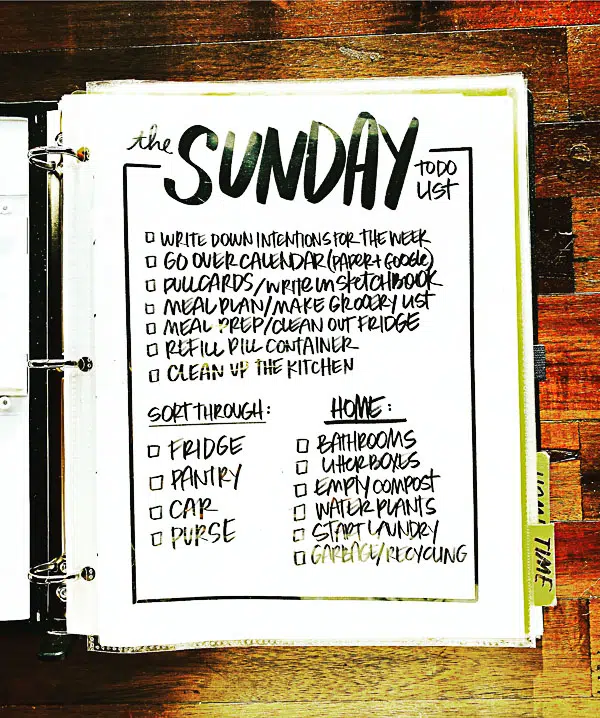 the SUNDAY TODO LIST
WRITE DOWN INTENTIONS FOR THE WEEK
GO OVER CALENDAR (PAPER + GOOGLE)
PULL CARDS / WRITE IN SKETCHBOOK
MEAL PLAN / MAKE GROCERY LIST
MEAL PREP / CLEAN OUT FRIDGE
REFILL PILL CONTAINER
CLEAN UP THE KITCHEN
SORT THROUGH:
FRIDGE
PANTRY
CAR
PURSE
HOME:
BATHROOMS
LITTER BOXES
EMPTY COMPOST
WATER PLANTS
START LAUNDRY
GARBAGE / RECYCLING
TIME